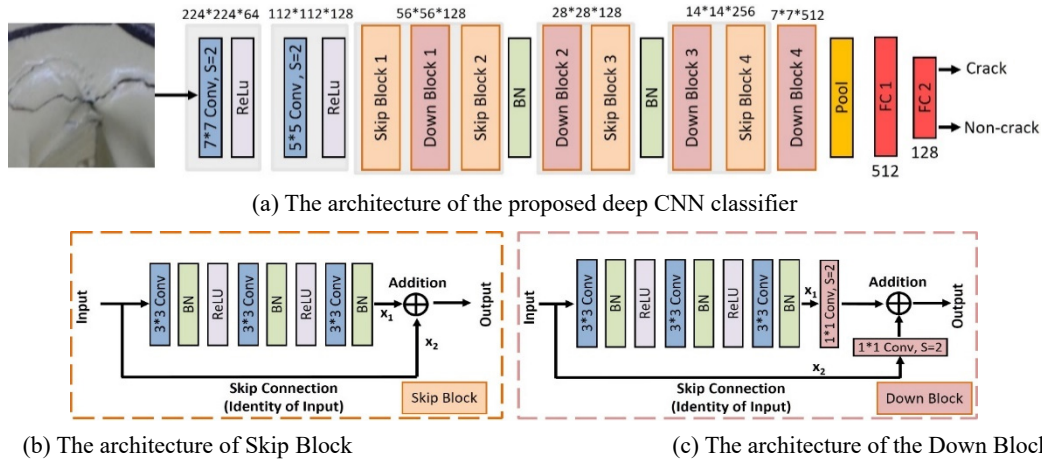 224*224*64
112*112*128
56*56*128
28*28*128
14*14*256
7*7*512
7*7 Conv, S=2
ReLu
5*5 Conv, S=2
ReLu
Skip Block 1
Down Block 1
Skip Block 2
BN
Down Block 2
Skip Block 3
BN
Down Block 3
Skip Block 4
Down Block 4
Pool
FC 1
FC 2
Crack
Non-crack
512
128
(a) The architecture of the proposed deep CNN classifier
Input
3*3 Conv
BN
ReLU
3*3 Conv
BN
ReLU
3*3 Conv
BN
x1
Addition
x2
Output
Skip Connection
(Identity of Input)
Skip Block
Input
3*3 Conv
BN
ReLU
3*3 Conv
BN
ReLU
3*3 Conv
BN
x1
1*1 Conv, S=2
Addition
1*1 Conv, S=2
x2
Output
Skip Connection
(Identity of Input)
Down Block
(b) The architecture of Skip Block
(c) The architecture of the Down Block